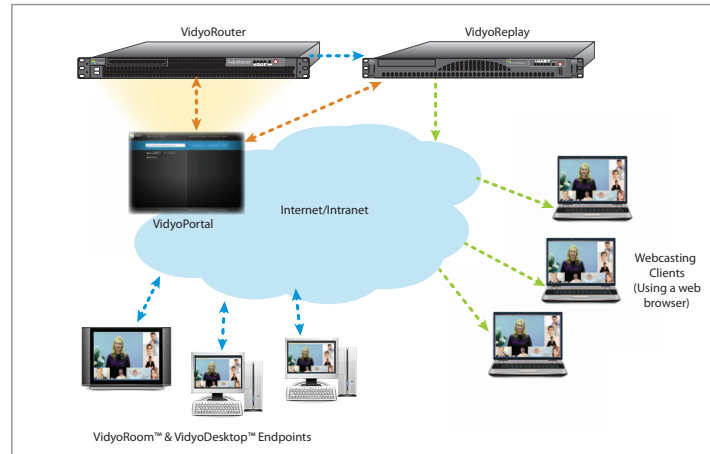 VidyoRouter
VidyoReplay
VidyoPortal
Internet/Intranet
Webcasting
Clients
(Using a web
browser)
VidyoRoom™ & VidyoDesktop™ Endpoints